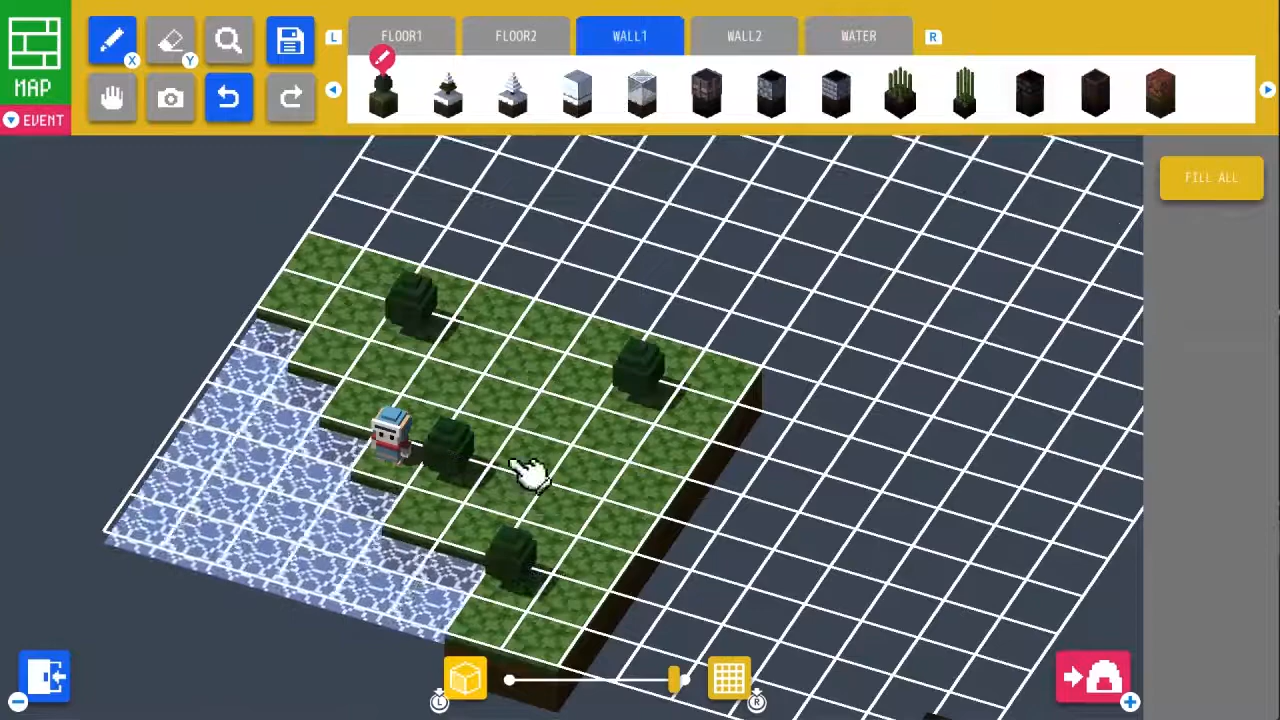 MAP
EVENT
X
Y
L
FLOOR1
FLOOR2
WALL1
WALL2
WATER
R
FILL ALL
L
R